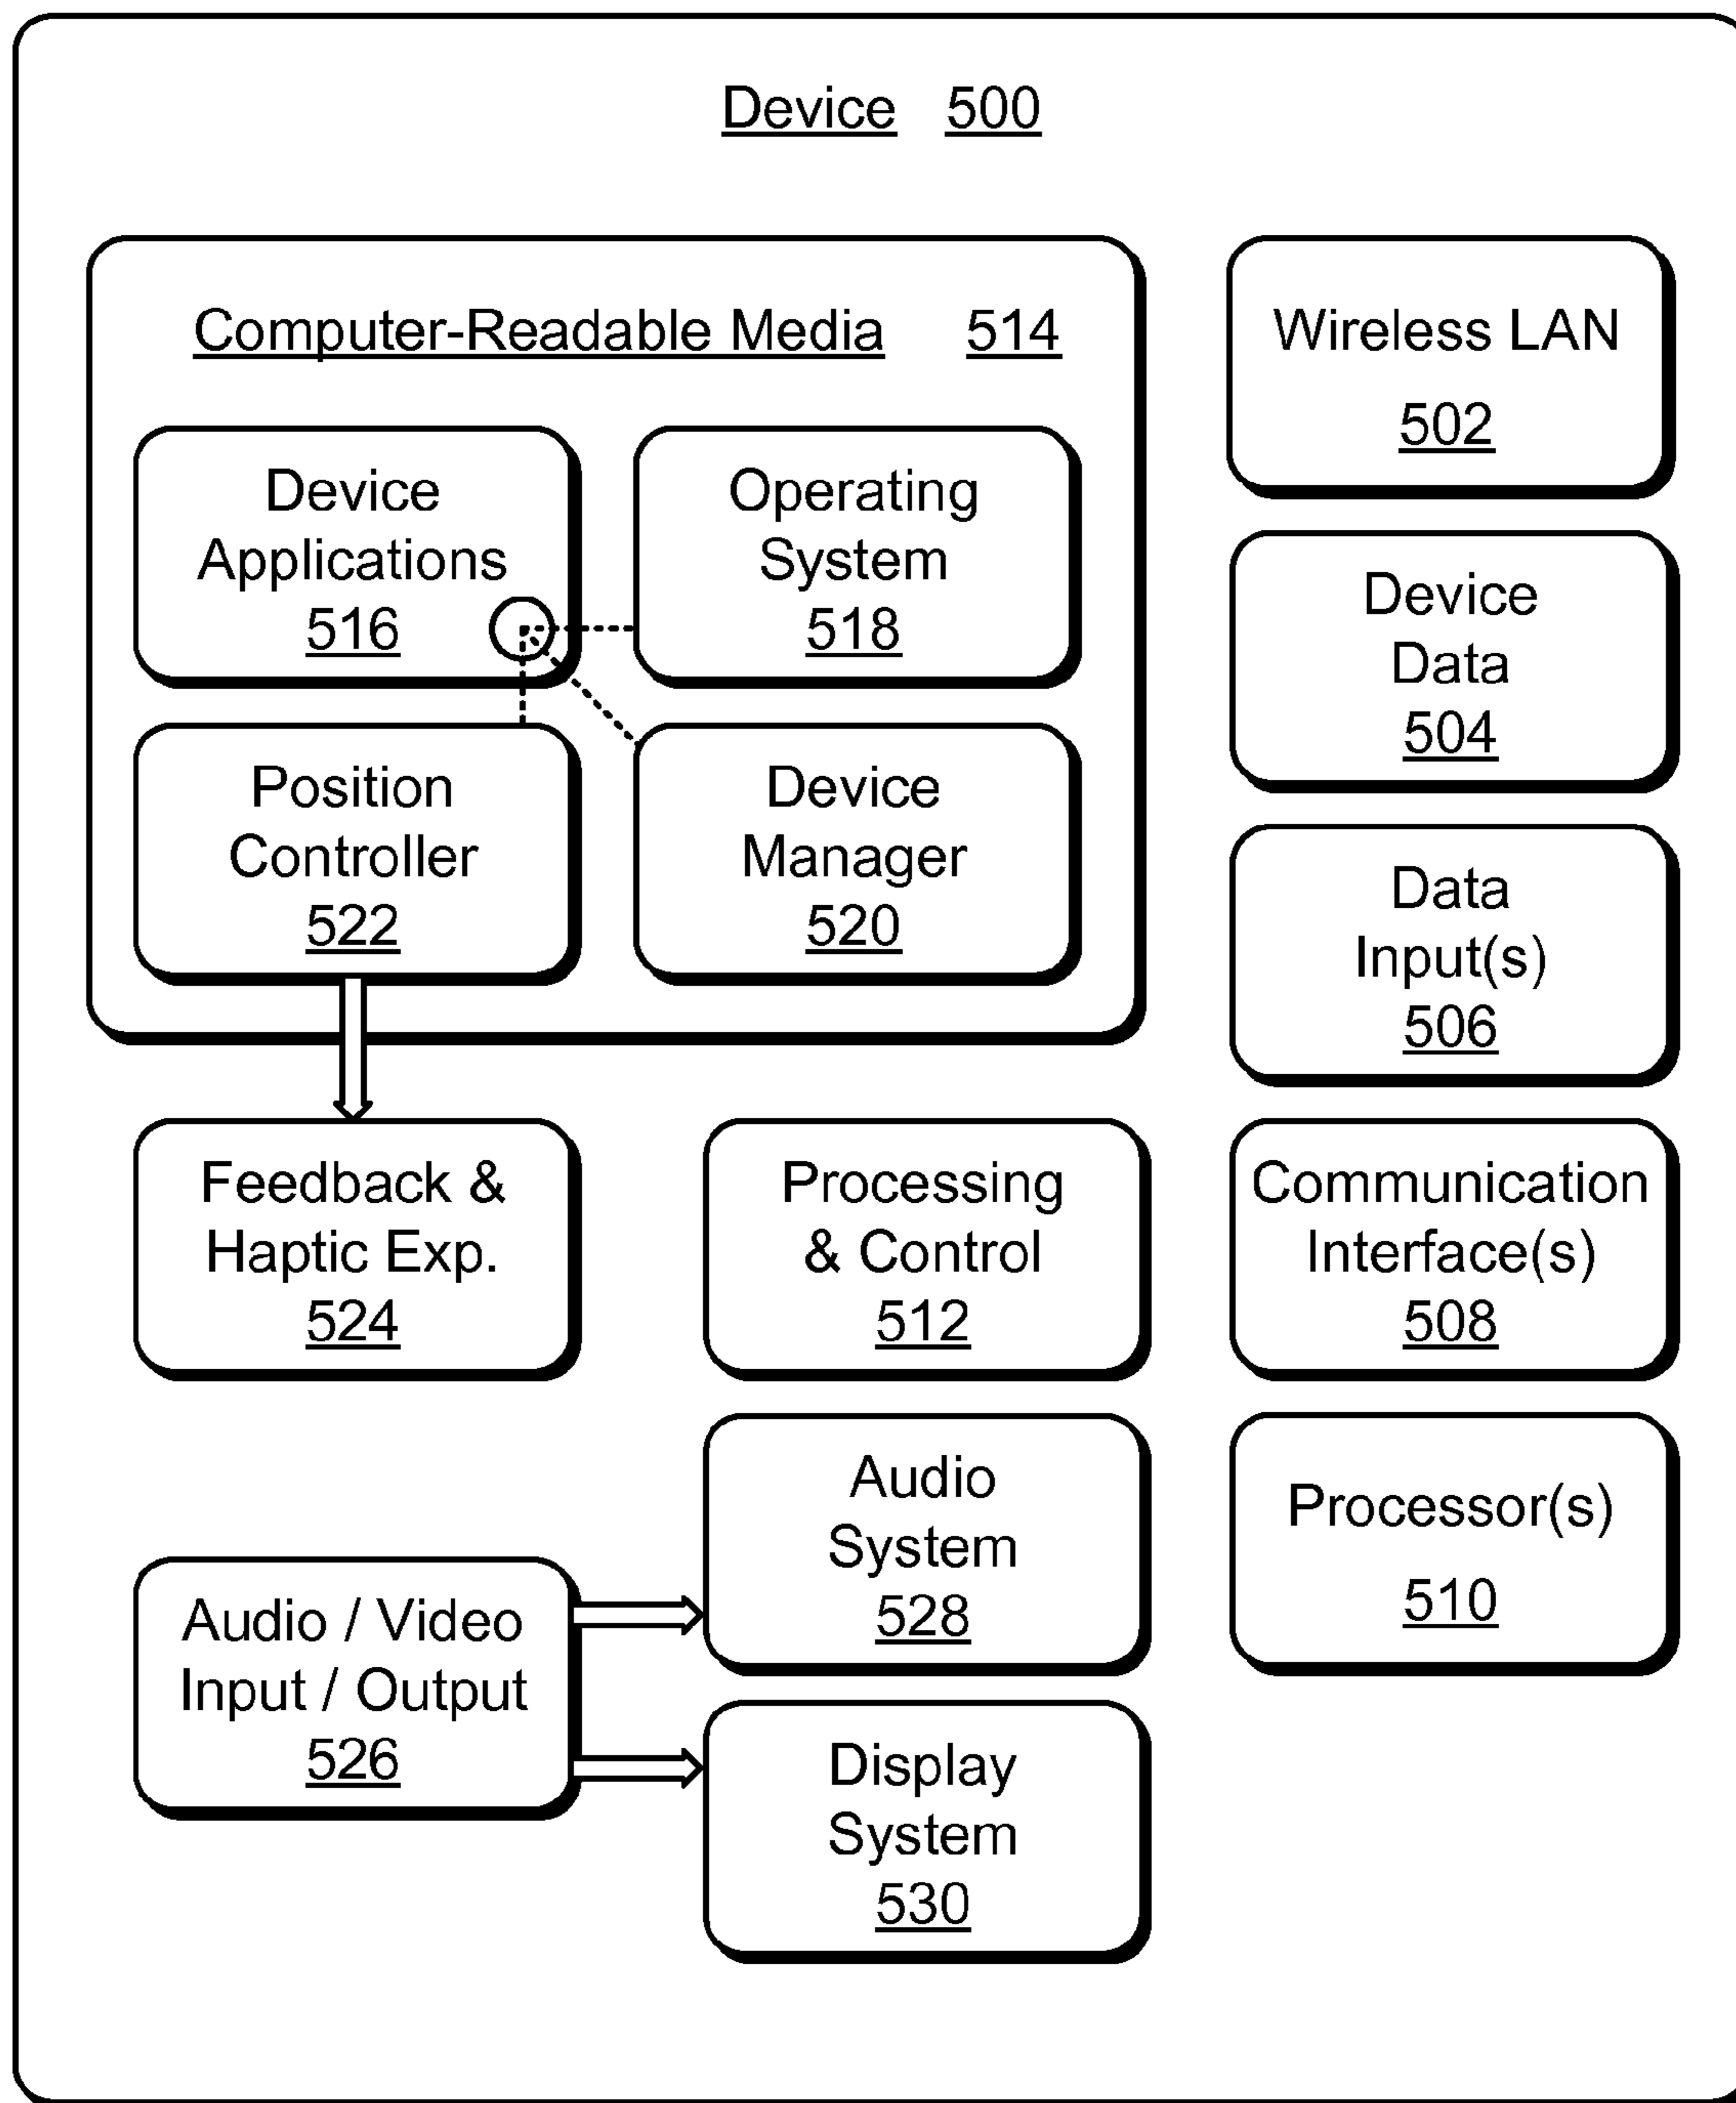 Device 500
Computer-Readable Media 514
Device
Applications
516
Operating
System
518
Position
Controller
522
Device
Manager
520
Wireless LAN
502
Device
Data
504
Data
Input(s)
506
Feedback &
Haptic Exp.
524
Processing
& Control
512
Communication
Interface(s)
508
Audio
System
528
Processor(s)
510
Audio / Video
Input / Output
526
Display
System
530